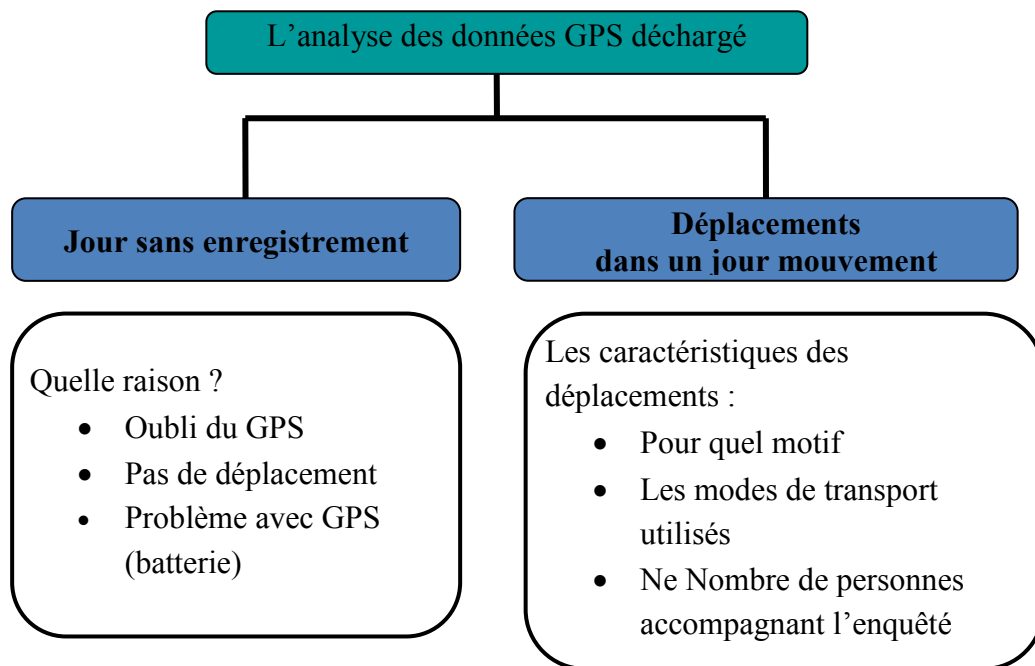 L’analyse des données GPS déchargé
Jour sans enregistrement
Déplacements
dans un jour mouvement
Quelle raison ?
• Oubli du GPS
• Pas de déplacement
• Problème avec GPS
(batterie)
Les caractéristiques des
déplacements :
• Pour quel motif
• Les modes de transport
utilisés
• Ne Nombre de personnes
accompagnant l’enquêté